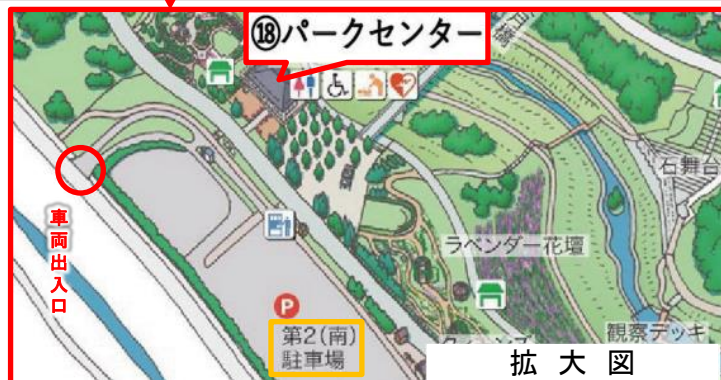 ⑱パークセンター
石舞台
車両出入口
ラベンダー花壇
P
第2(南)
駐車場
観察デッキ
拡大図